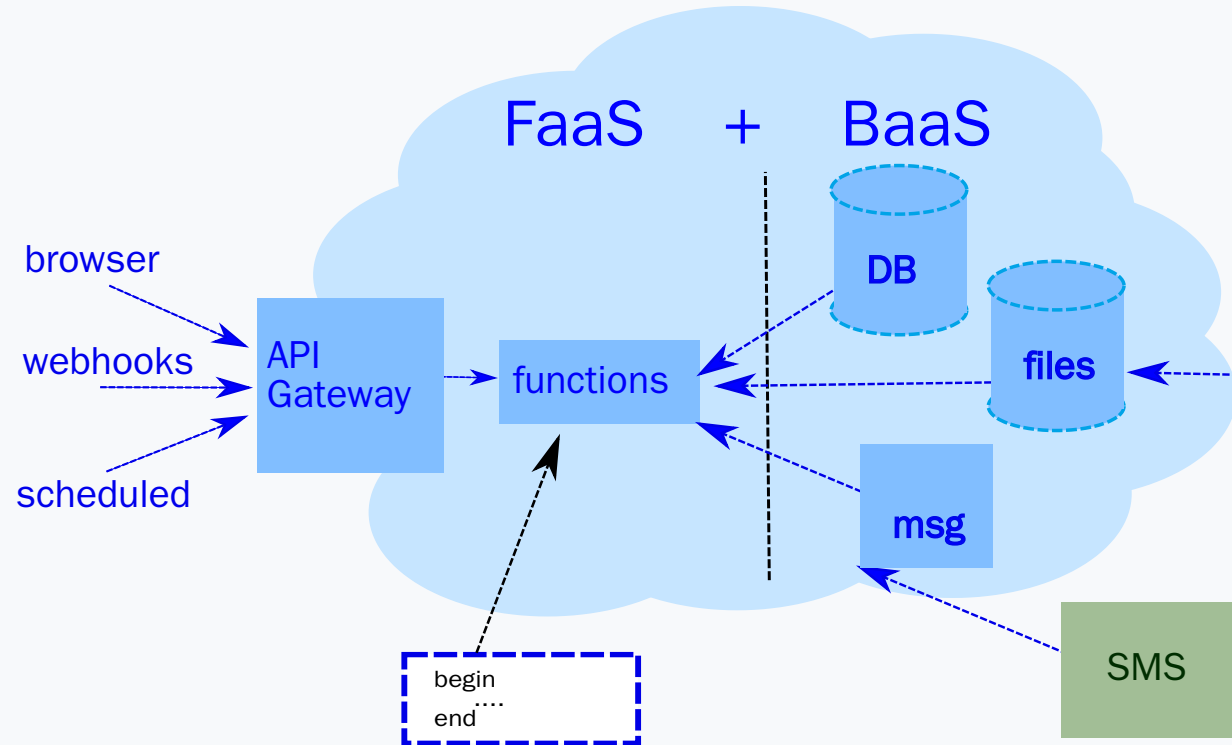 FaaS + BaaS
browser
DB
webhooks
API
Gateway
functions
files
scheduled
msg
SMS
begin
....
end